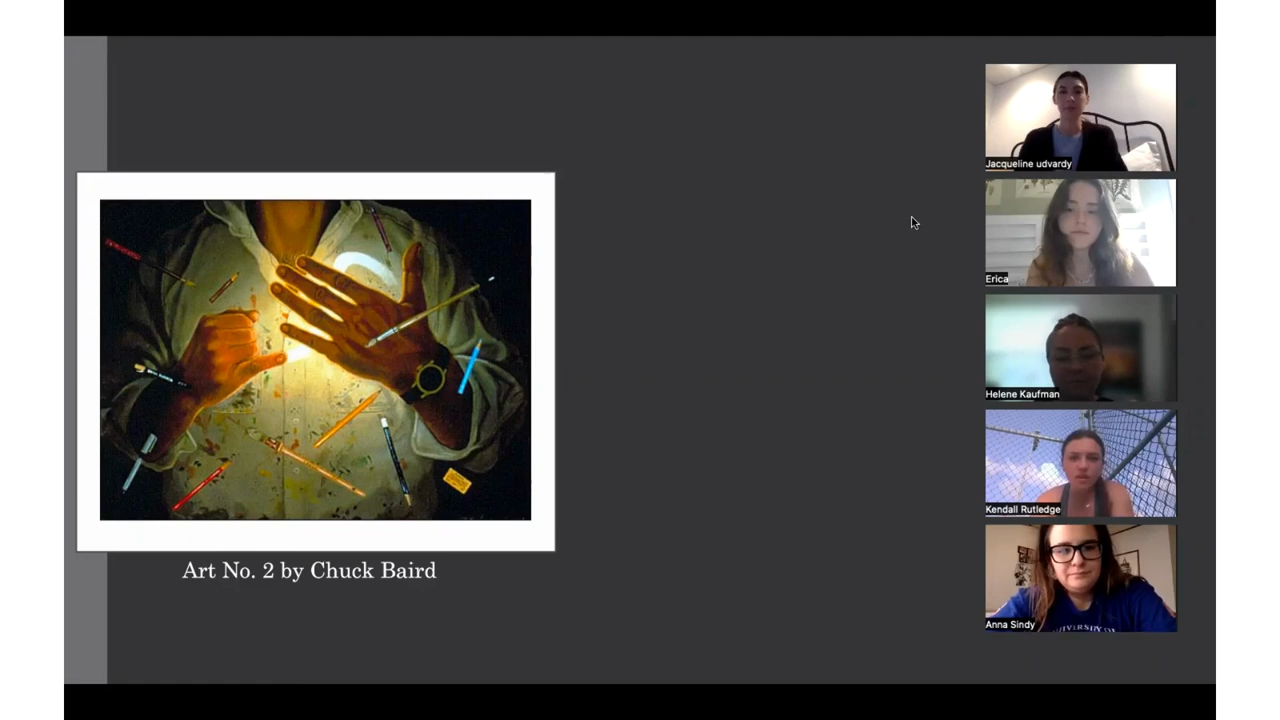 Art No. 2 by Chuck Baird
Jacqueline udvardy
Erica
Helene Kaufman
Kendall Rutledge
Anna Sindy